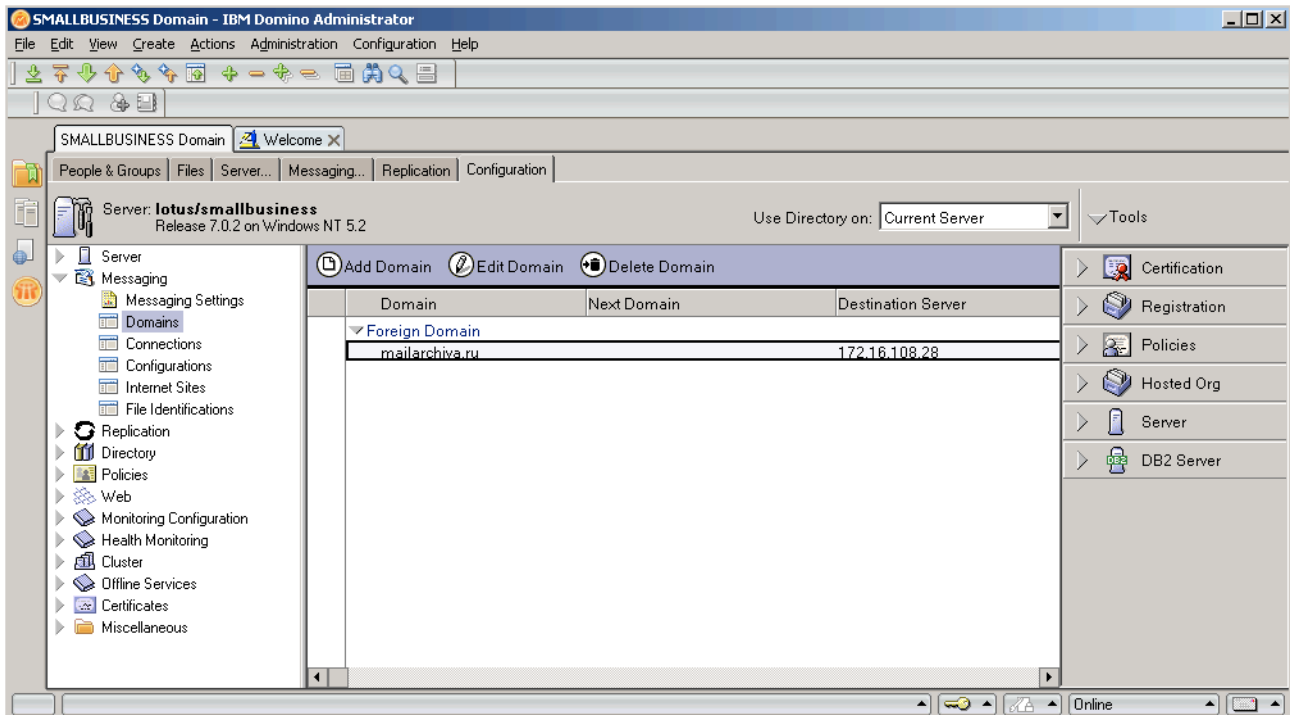 SMALLBUSINESS Domain - IBM Domino Administrator
File Edit View Create Actions Administration Configuration Help
SMALLBUSINESS Domain Welcome
People & Groups Files Server... Messaging... Replication Configuration
Server: lotus/smallbusiness
Release 7.0.2 on Windows NT 5.2
Use Directory on: Current Server
Tools
Server
Messaging
Messaging Settings
Domains
Connections
Configurations
Internet Sites
File Identifications
Replication
Directory
Policies
Web
Monitoring Configuration
Health Monitoring
Cluster
Offline Services
Certificates
Miscellaneous
Add Domain Edit Domain Delete Domain
Domain Next Domain Destination Server
Foreign Domain
mailarchiva.ru 172.16.108.28
Certification
Registration
Policies
Hosted Org
Server
DB2 Server
Online